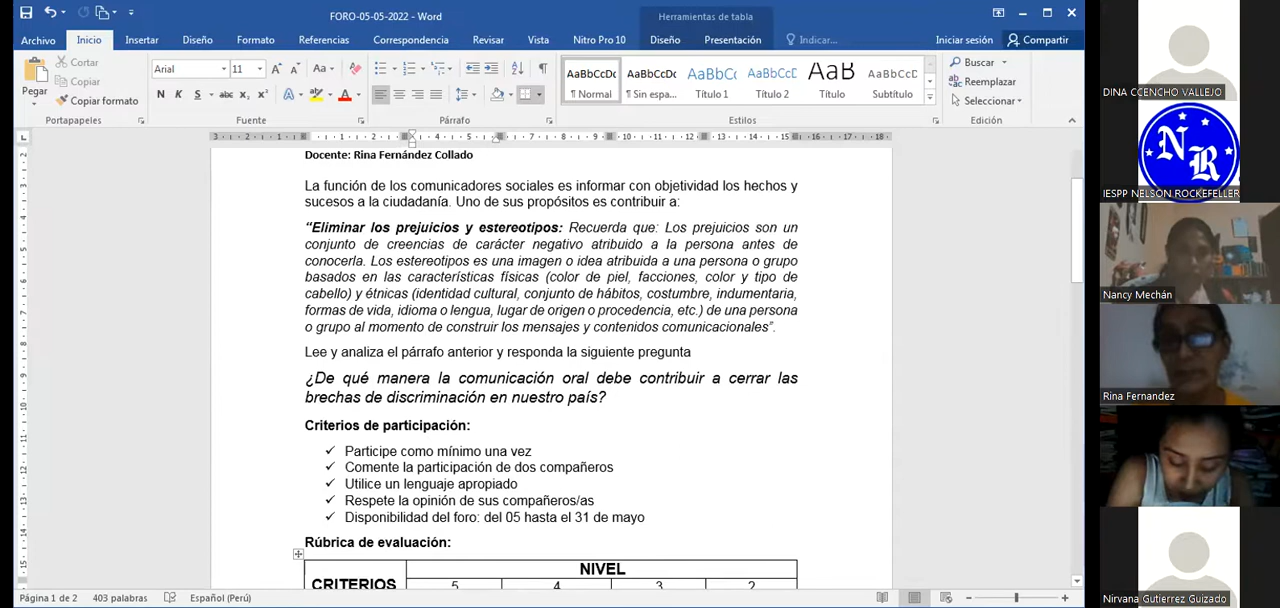 FORO-05-05-2022 - Word
Herramientas de tabla
Archivo Inicio Insertar Diseño Formato Referencias Correspondencia Revisar Vista Nitro Pro 10 Diseño Presentación Indicar... Iniciar sesión Compartir
Pegar
Cortar
Copiar
Copiar formato
Portapapeles
Arial 11
N K S abc x₂ x²
Fuente
Párrafo
AaBbCcDc AaBbCcDc AaBbC AaBbCcD AaB AaBbCcD
¶ Normal ¶ Sin espa... Título 1 Título 2 Título Subtítulo
Estilos
Buscar
Reemplazar
Seleccionar
Edición
Docente: Rina Fernández Collado
La función de los comunicadores sociales es informar con objetividad los hechos y
sucesos a la ciudadanía. Uno de sus propósitos es contribuir a:
“Eliminar los prejuicios y estereotipos: Recuerda que: Los prejuicios son un
conjunto de creencias de carácter negativo atribuido a la persona antes de
conocerla. Los estereotipos es una imagen o idea atribuida a una persona o grupo
basados en las características físicas (color de piel, facciones, color y tipo de
cabello) y étnicas (identidad cultural, conjunto de hábitos, costumbre, indumentaria,
formas de vida, idioma o lengua, lugar de origen o procedencia, etc.) de una persona
o grupo al momento de construir los mensajes y contenidos comunicacionales”.
Lee y analiza el párrafo anterior y responda la siguiente pregunta
¿De qué manera la comunicación oral debe contribuir a cerrar las
brechas de discriminación en nuestro país?
Criterios de participación:
✓ Participe como mínimo una vez
✓ Comente la participación de dos compañeros
✓ Utilice un lenguaje apropiado
✓ Respete la opinión de sus compañeros/as
✓ Disponibilidad del foro: del 05 hasta el 31 de mayo
Rúbrica de evaluación:
CRITERIOS
NIVEL
5 4 3 2
Página 1 de 2 403 palabras Español (Perú)
DINA CCENCHO VALLEJO
N R
IESPP NELSON ROCKEFELLER
Nancy Mechán
Rina Fernandez
Nirvana Gutierrez Guizado